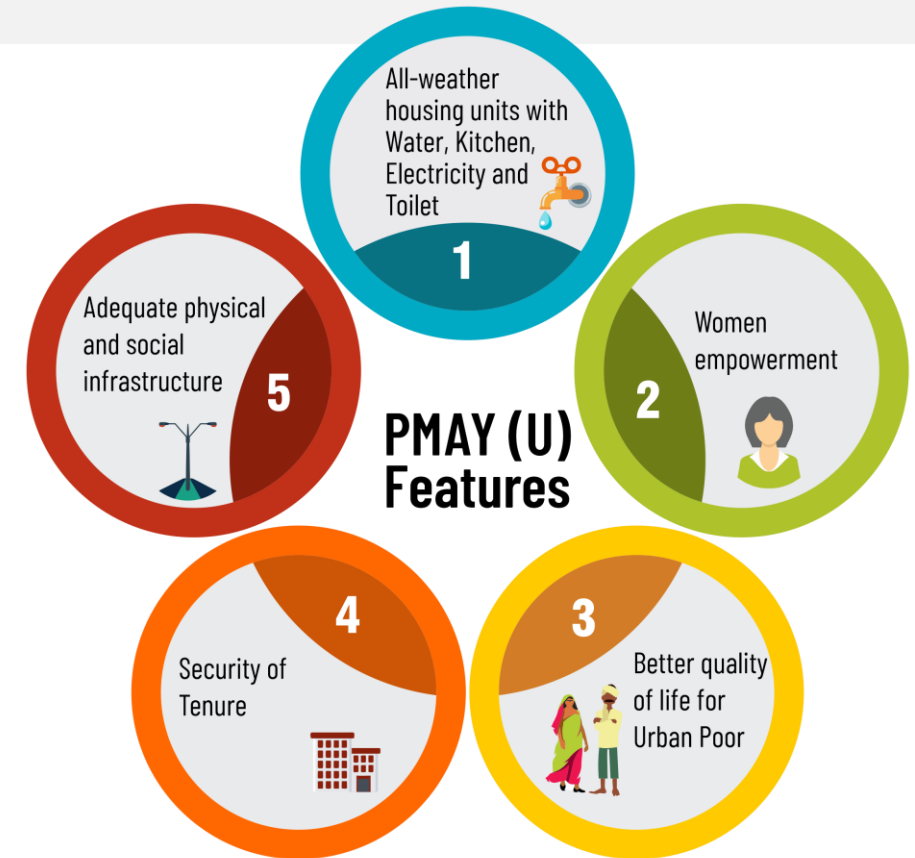 All-weather
housing units with
Water, Kitchen,
Electricity and
Toilet
1
Women
empowerment
2
3
Better quality
of life for
Urban Poor
4
Security of
Tenure
Adequate physical
and social
infrastructure
5
PMAY (U)
Features